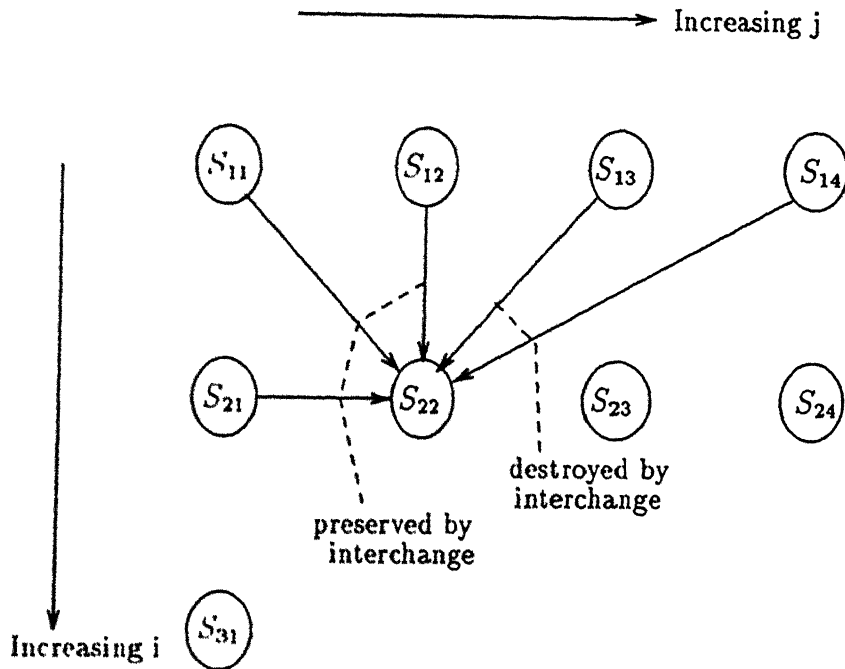 Increasing j
S₁₁
S₁₂
S₁₃
S₁₄
S₂₁
S₂₂
S₂₃
S₂₄
destroyed by
interchange
preserved by
interchange
S₃₁
Increasing i